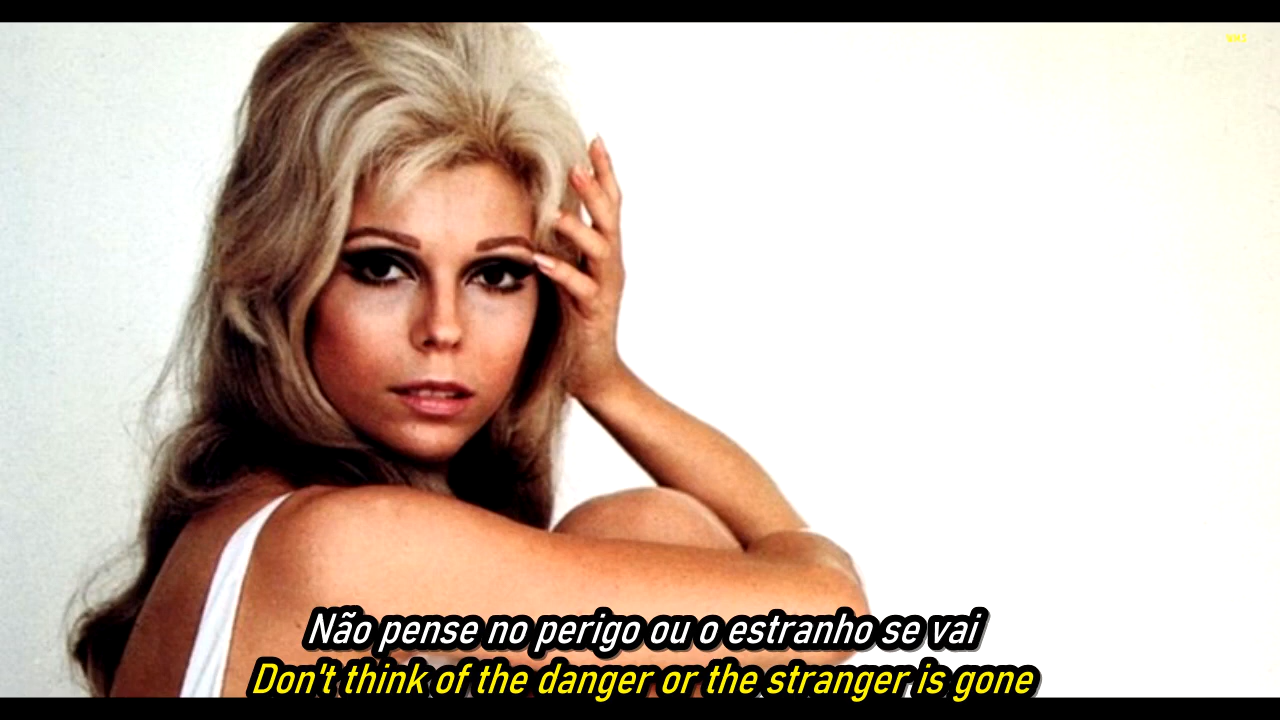 Não pense no perigo ou o estranho se vai
Don't think of the danger or the stranger is gone